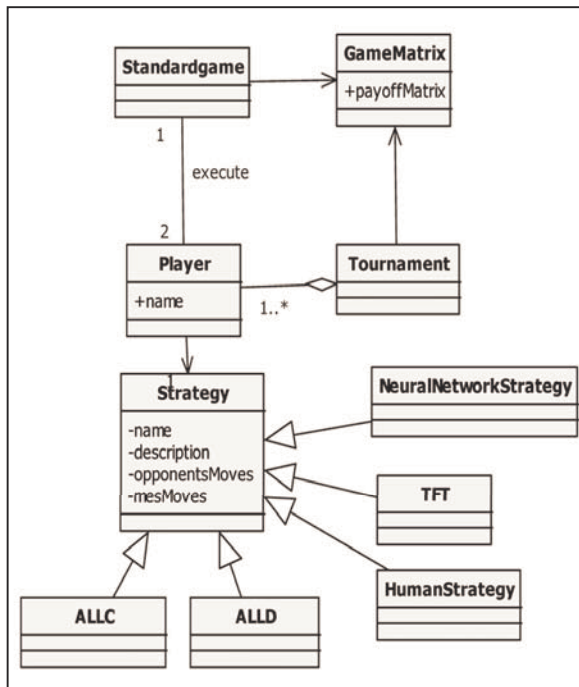 GameMatrix
Standardgame
+payoffMatrix
1
execute
2
Player
Tournament
+name
1..*
1
Strategy
NeuralNetworkStrategy
-name
-description
-opponentsMoves
-mesMoves
TFT
HumanStrategy
ALLC
ALLD